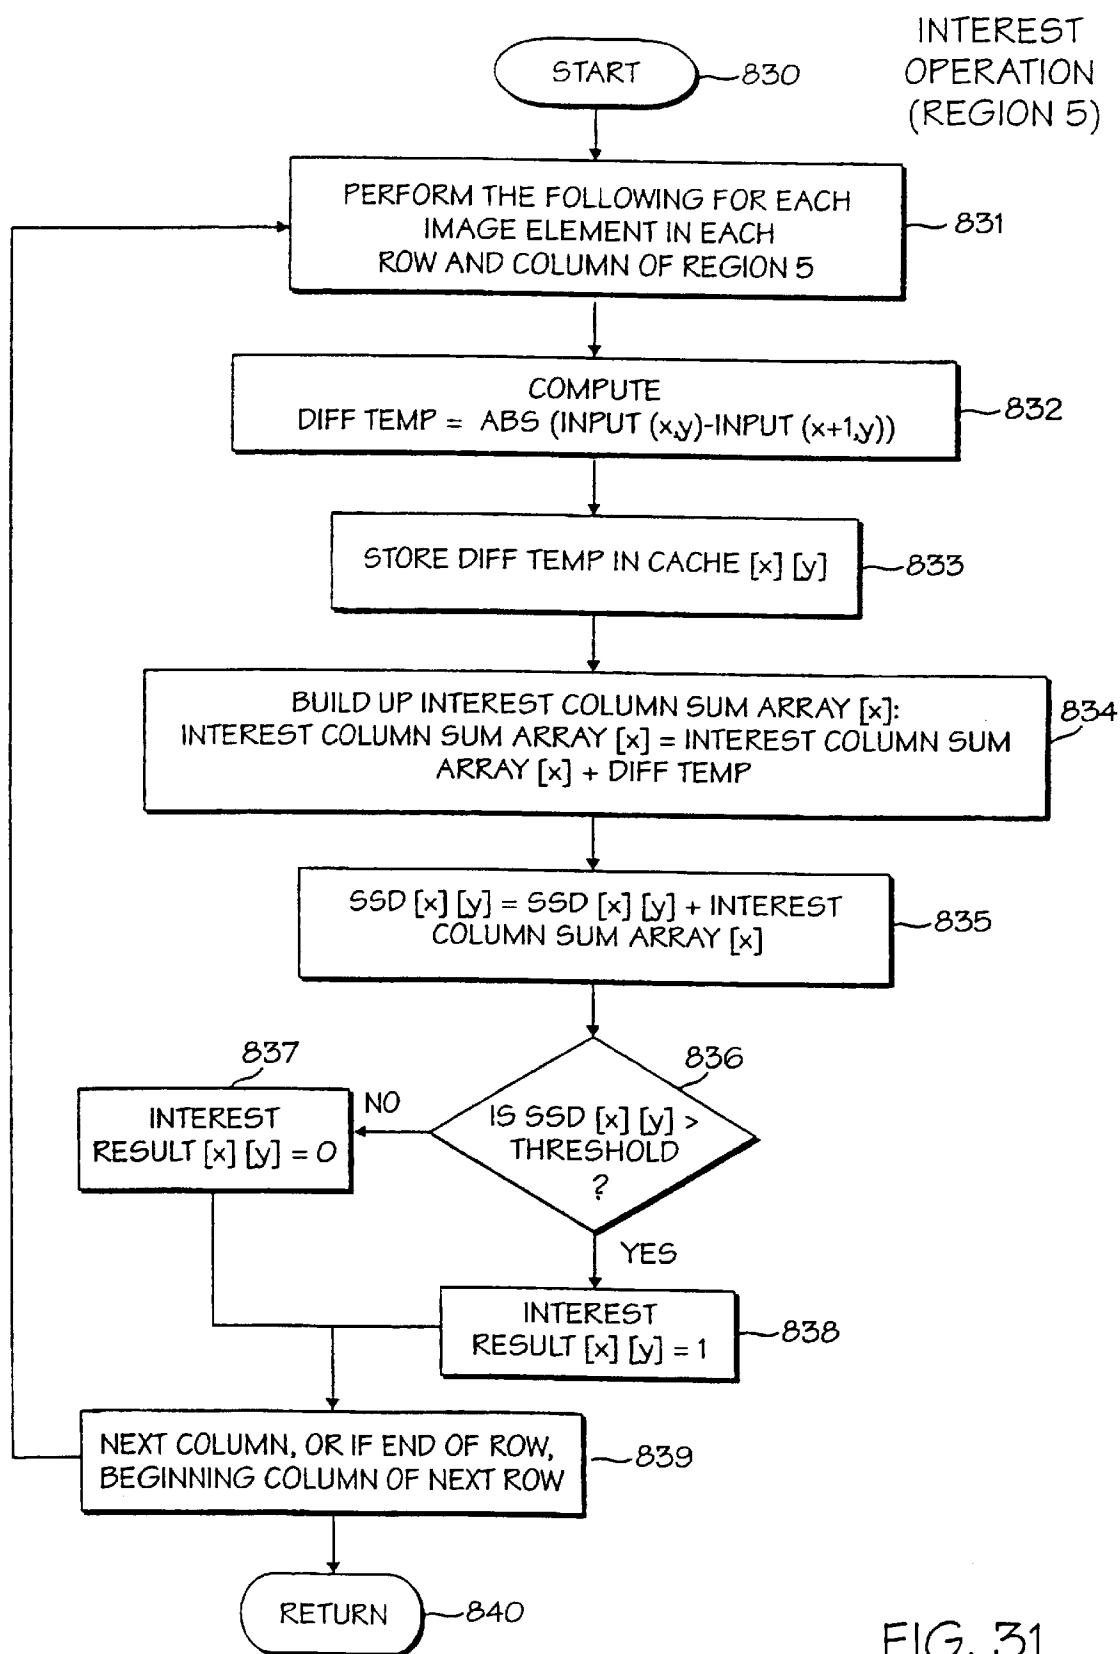 INTEREST
OPERATION
(REGION 5)
START
830
PERFORM THE FOLLOWING FOR EACH
IMAGE ELEMENT IN EACH
ROW AND COLUMN OF REGION 5
831
COMPUTE
DIFF TEMP = ABS (INPUT (x,y)-INPUT (x+1,y))
832
STORE DIFF TEMP IN CACHE [x] [y]
833
BUILD UP INTEREST COLUMN SUM ARRAY [x]:
INTEREST COLUMN SUM ARRAY [x] = INTEREST COLUMN SUM
ARRAY [x] + DIFF TEMP
834
SSD [x] [y] = SSD [x] [y] + INTEREST
COLUMN SUM ARRAY [x]
835
836
IS SSD [x] [y] >
THRESHOLD
?
NO
837
INTEREST
RESULT [x] [y] = 0
YES
INTEREST
RESULT [x] [y] = 1
838
NEXT COLUMN, OR IF END OF ROW,
BEGINNING COLUMN OF NEXT ROW
839
RETURN
840
FIG. 31